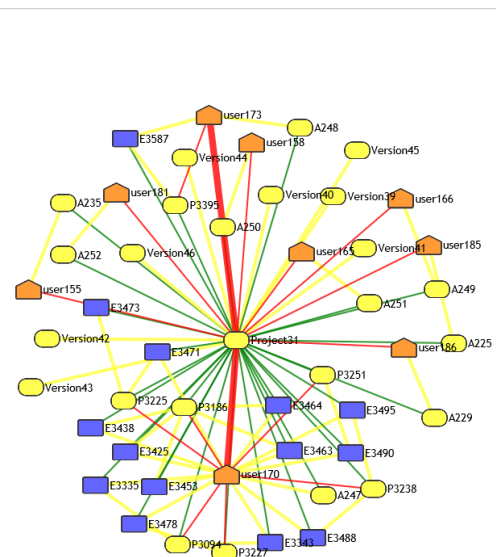 user173
A248
E3587
user158
Version44
Version45
user181
Version40
Version39
user166
A235
P3395
A250
user185
A252
Version46
user165
Version41
user155
A249
E3473
A251
Version42
Project31
A225
E3471
user186
Version43
P3251
P3225
P3186
E3464
E3495
A229
E3438
E3425
E3463
E3490
user170
E3335
E3453
A247
P3238
E3478
P3094
P3227
E3343
E3488